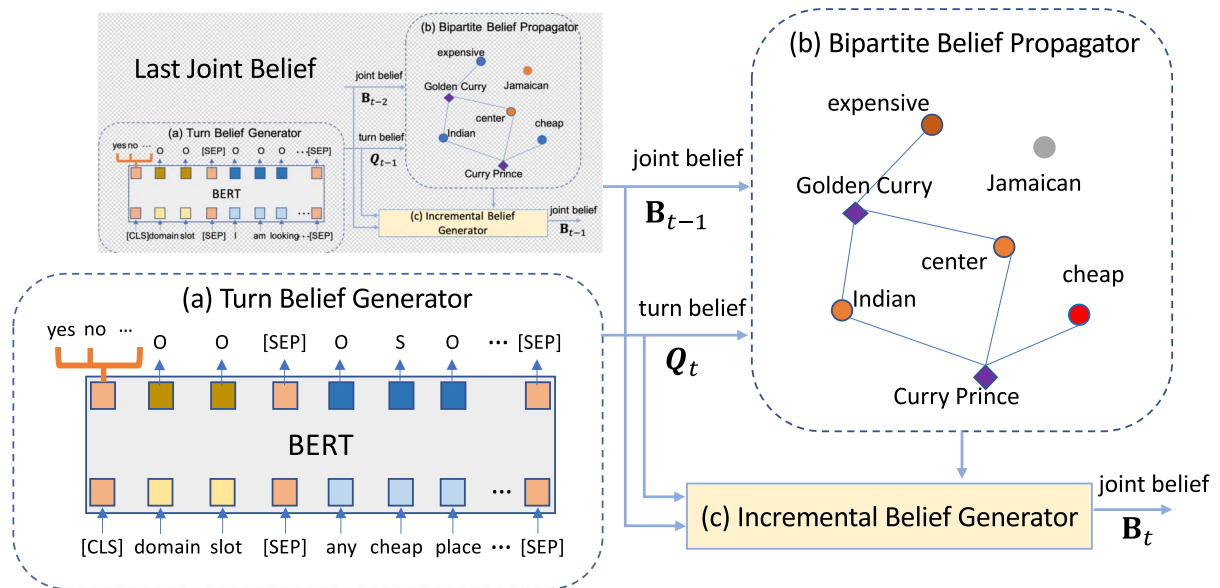 Last Joint Belief
(b) Bipartite Belief Propagator
expensive
Jamaican
Golden Curry
center
cheap
Indian
Curry Prince
joint belief
B_{t-2}
turn belief
Q_{t-1}
(a) Turn Belief Generator
yes no ... O O [SEP] O O O ...[SEP]
BERT
[CLS] domain slot [SEP] I am looking ...[SEP]
(c) Incremental Belief
Generator
joint belief
B_{t-1}
(a) Turn Belief Generator
yes no ... O O [SEP] O S O ... [SEP]
BERT
...
[CLS] domain slot [SEP] any cheap place ... [SEP]
joint belief
B_{t-1}
turn belief
Q_t
(b) Bipartite Belief Propagator
expensive
Jamaican
Golden Curry
center
cheap
Indian
Curry Prince
(c) Incremental Belief Generator
joint belief
B_t